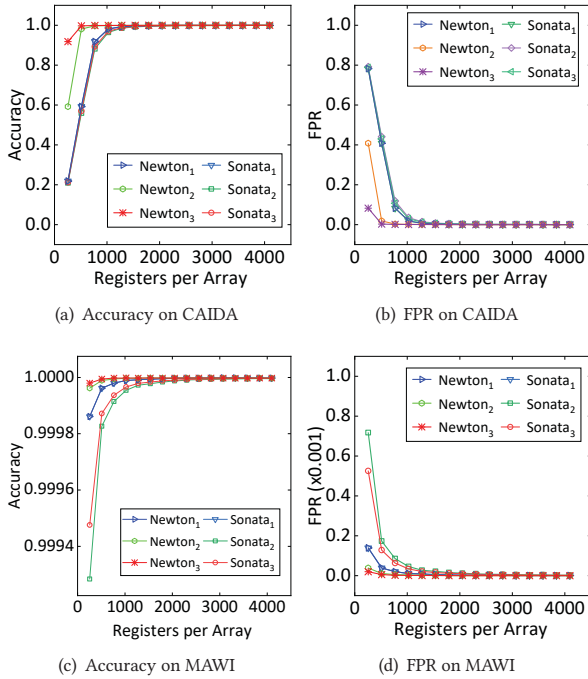 1.0
0.8
0.6
0.4
0.2
0.0
Accuracy
Newton1 Sonata1
Newton2 Sonata2
Newton3 Sonata3
0 1000 2000 3000 4000
Registers per Array
(a) Accuracy on CAIDA
1.0
0.8
0.6
0.4
0.2
0.0
FPR
Newton1 Sonata1
Newton2 Sonata2
Newton3 Sonata3
0 1000 2000 3000 4000
Registers per Array
(b) FPR on CAIDA
1.0000
0.9998
0.9996
0.9994
Accuracy
Newton1 Sonata1
Newton2 Sonata2
Newton3 Sonata3
0 1000 2000 3000 4000
Registers per Array
(c) Accuracy on MAWI
1.0
0.8
0.6
0.4
0.2
0.0
FPR (x0.001)
Newton1 Sonata1
Newton2 Sonata2
Newton3 Sonata3
0 1000 2000 3000 4000
Registers per Array
(d) FPR on MAWI